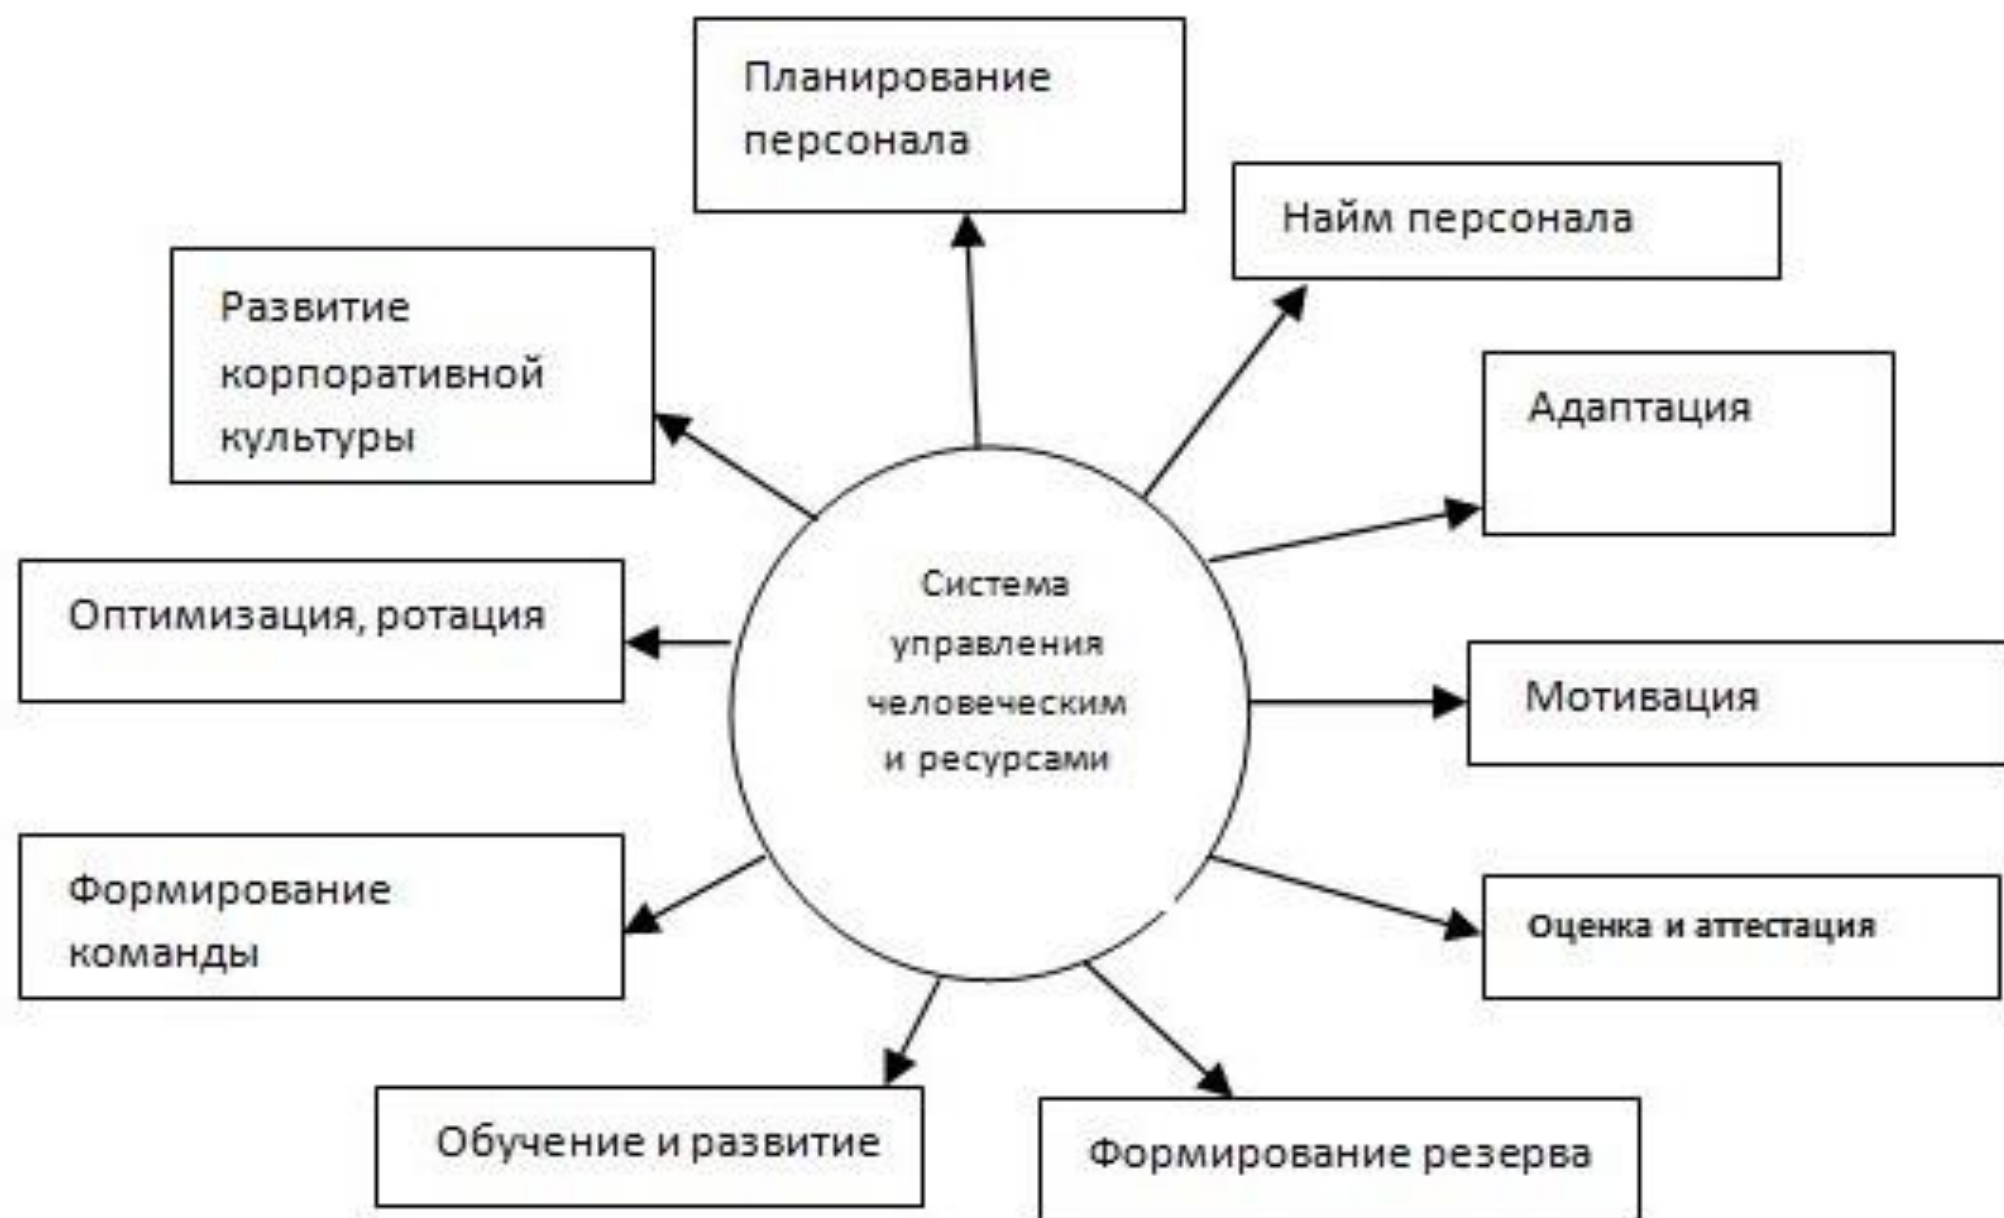 Планирование
персонала
Найм персонала
Развитие
корпоративной
культуры
Адаптация
Система
управления
человеческим
и ресурсами
Оптимизация, ротация
Мотивация
Формирование
команды
Оценка и аттестация
Обучение и развитие
Формирование резерва